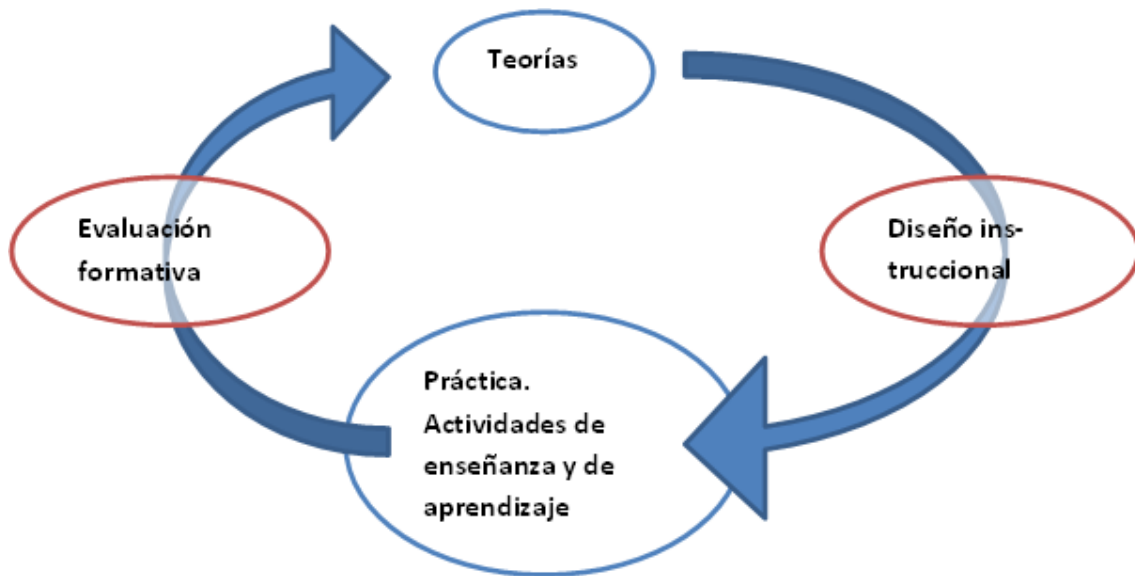 Teorías
Evaluación
formativa
Diseño ins-
truccional
Práctica.
Actividades de
enseñanza y de
aprendizaje